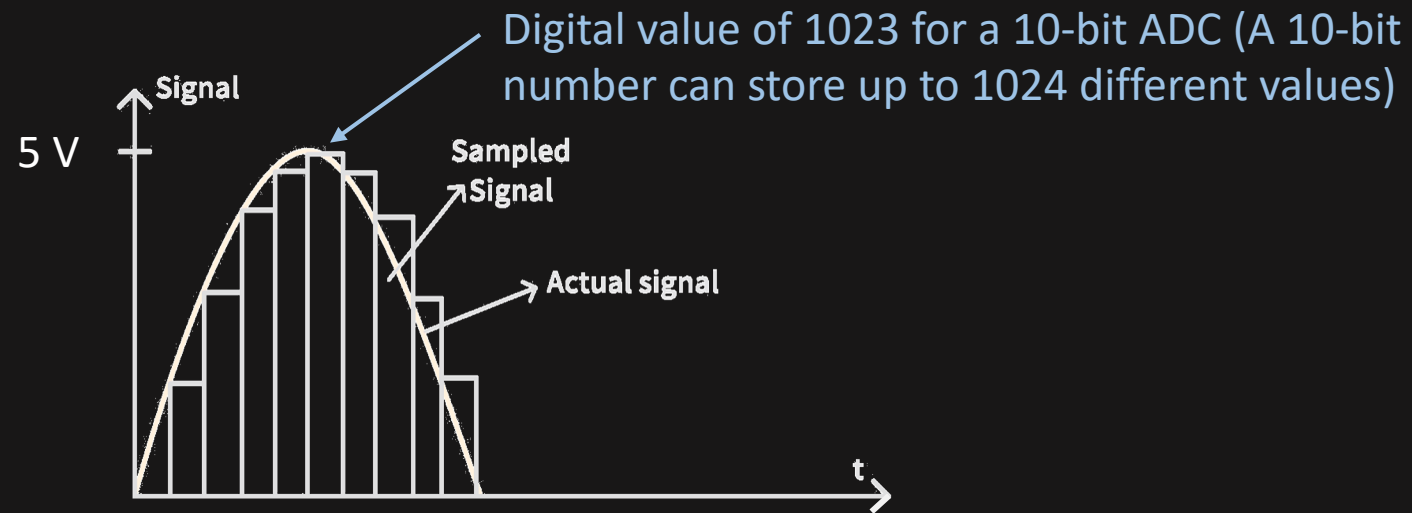 Digital value of 1023 for a 10-bit ADC (A 10-bit
number can store up to 1024 different values)
Signal
5 V
Sampled
Signal
Actual signal
t